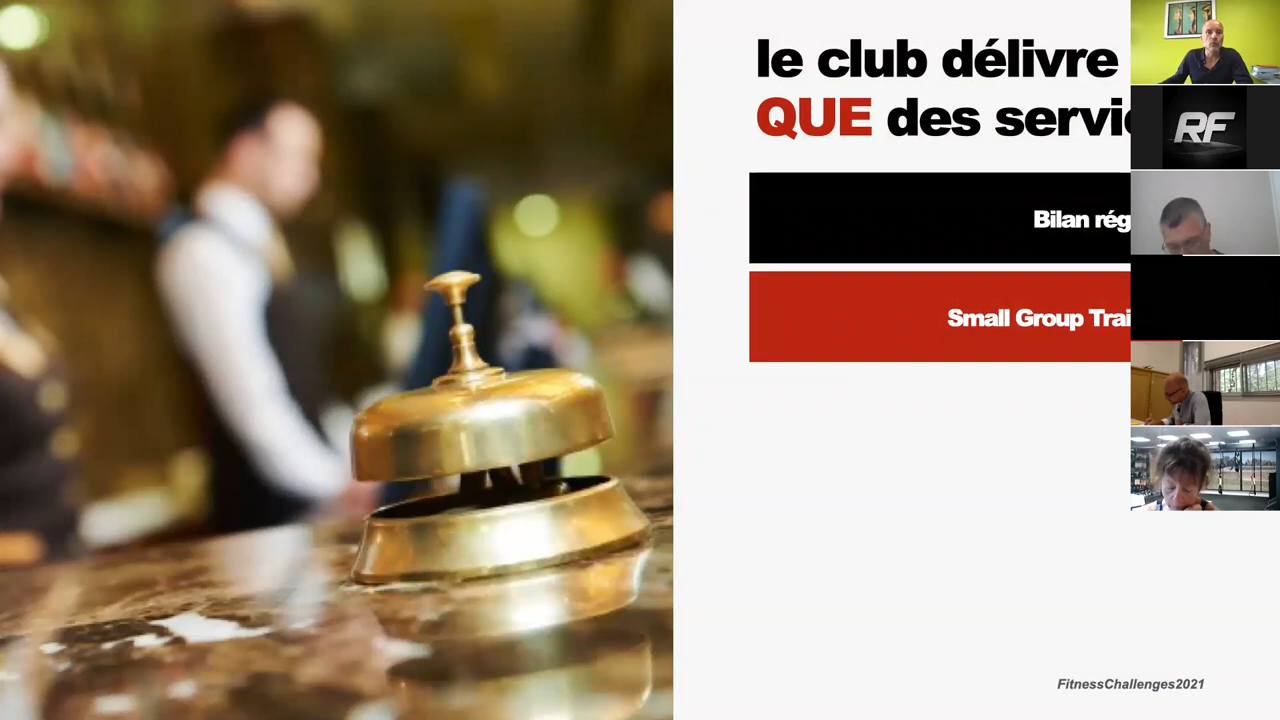 le club délivre
QUE des servic
Bilan rég
Small Group Trai
FitnessChallenges2021
RF